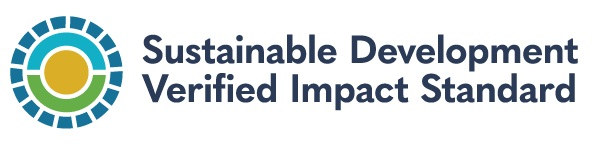 Sustainable Development
Verified Impact Standard